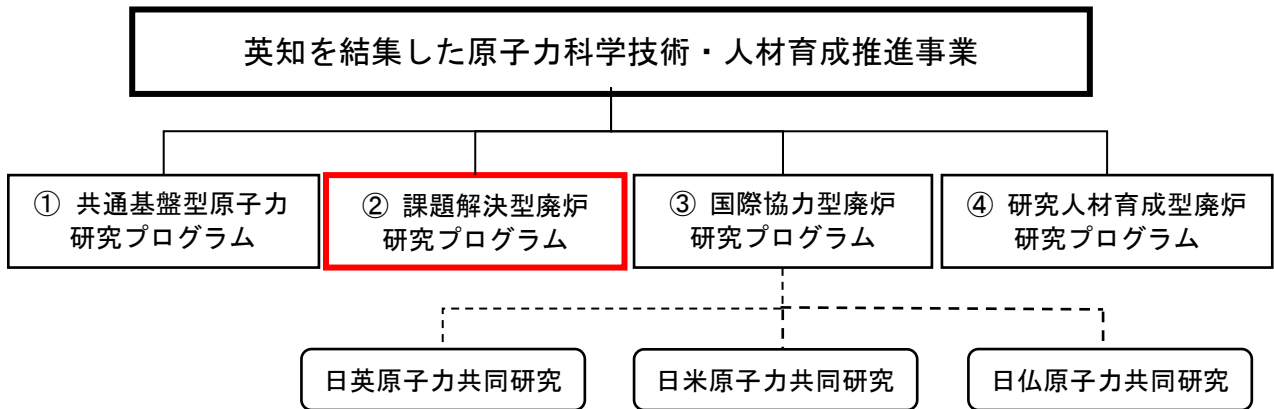 英知を結集した原子力科学技術・人材育成推進事業
① 共通基盤型原子力
研究プログラム
② 課題解決型廃炉
研究プログラム
③ 国際協力型廃炉
研究プログラム
④ 研究人材育成型廃炉
研究プログラム
日英原子力共同研究
日米原子力共同研究
日仏原子力共同研究